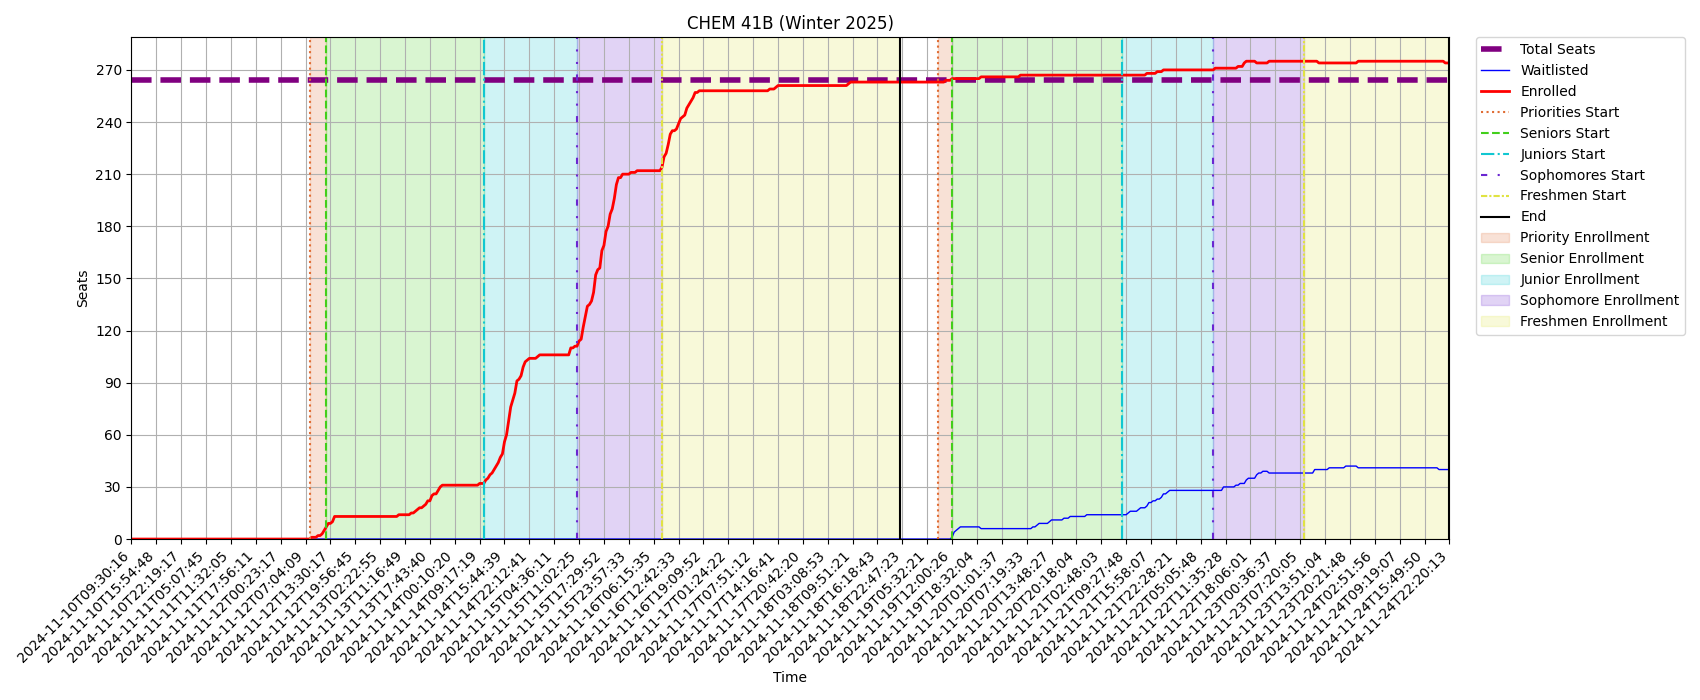 CHEM 41B (Winter 2025)
Seats
270
240
210
180
150
120
90
60
30
0
2024-11-10T09:30:16
2024-11-10T15:54:48
2024-11-10T22:19:17
2024-11-11T05:07:45
2024-11-11T11:32:05
2024-11-11T17:56:11
2024-11-12T00:23:17
2024-11-12T07:04:09
2024-11-12T13:30:17
2024-11-12T19:56:45
2024-11-13T03:22:55
2024-11-13T11:16:49
2024-11-13T17:43:40
2024-11-14T00:10:20
2024-11-14T09:17:19
2024-11-14T15:44:39
2024-11-14T22:12:41
2024-11-15T04:36:11
2024-11-15T11:02:25
2024-11-15T17:29:52
2024-11-15T23:57:33
2024-11-16T06:15:35
2024-11-16T12:42:33
2024-11-16T19:09:52
2024-11-17T01:24:22
2024-11-17T07:51:12
2024-11-17T14:16:41
2024-11-17T20:42:20
2024-11-18T03:08:53
2024-11-18T09:51:21
2024-11-18T16:18:43
2024-11-18T22:47:23
2024-11-19T05:32:21
2024-11-19T12:00:26
2024-11-19T18:32:04
2024-11-20T01:01:37
2024-11-20T07:19:33
2024-11-20T13:48:27
2024-11-20T20:18:04
2024-11-21T02:48:03
2024-11-21T09:27:48
2024-11-21T15:58:07
2024-11-21T22:28:21
2024-11-22T05:05:48
2024-11-22T11:35:28
2024-11-22T18:06:01
2024-11-23T00:36:37
2024-11-23T07:20:05
2024-11-23T13:51:04
2024-11-23T20:21:48
2024-11-24T02:51:56
2024-11-24T09:19:07
2024-11-24T15:49:50
2024-11-24T22:20:13
Time
Total Seats
Waitlisted
Enrolled
Priorities Start
Seniors Start
Juniors Start
Sophomores Start
Freshmen Start
End
Priority Enrollment
Senior Enrollment
Junior Enrollment
Sophomore Enrollment
Freshmen Enrollment